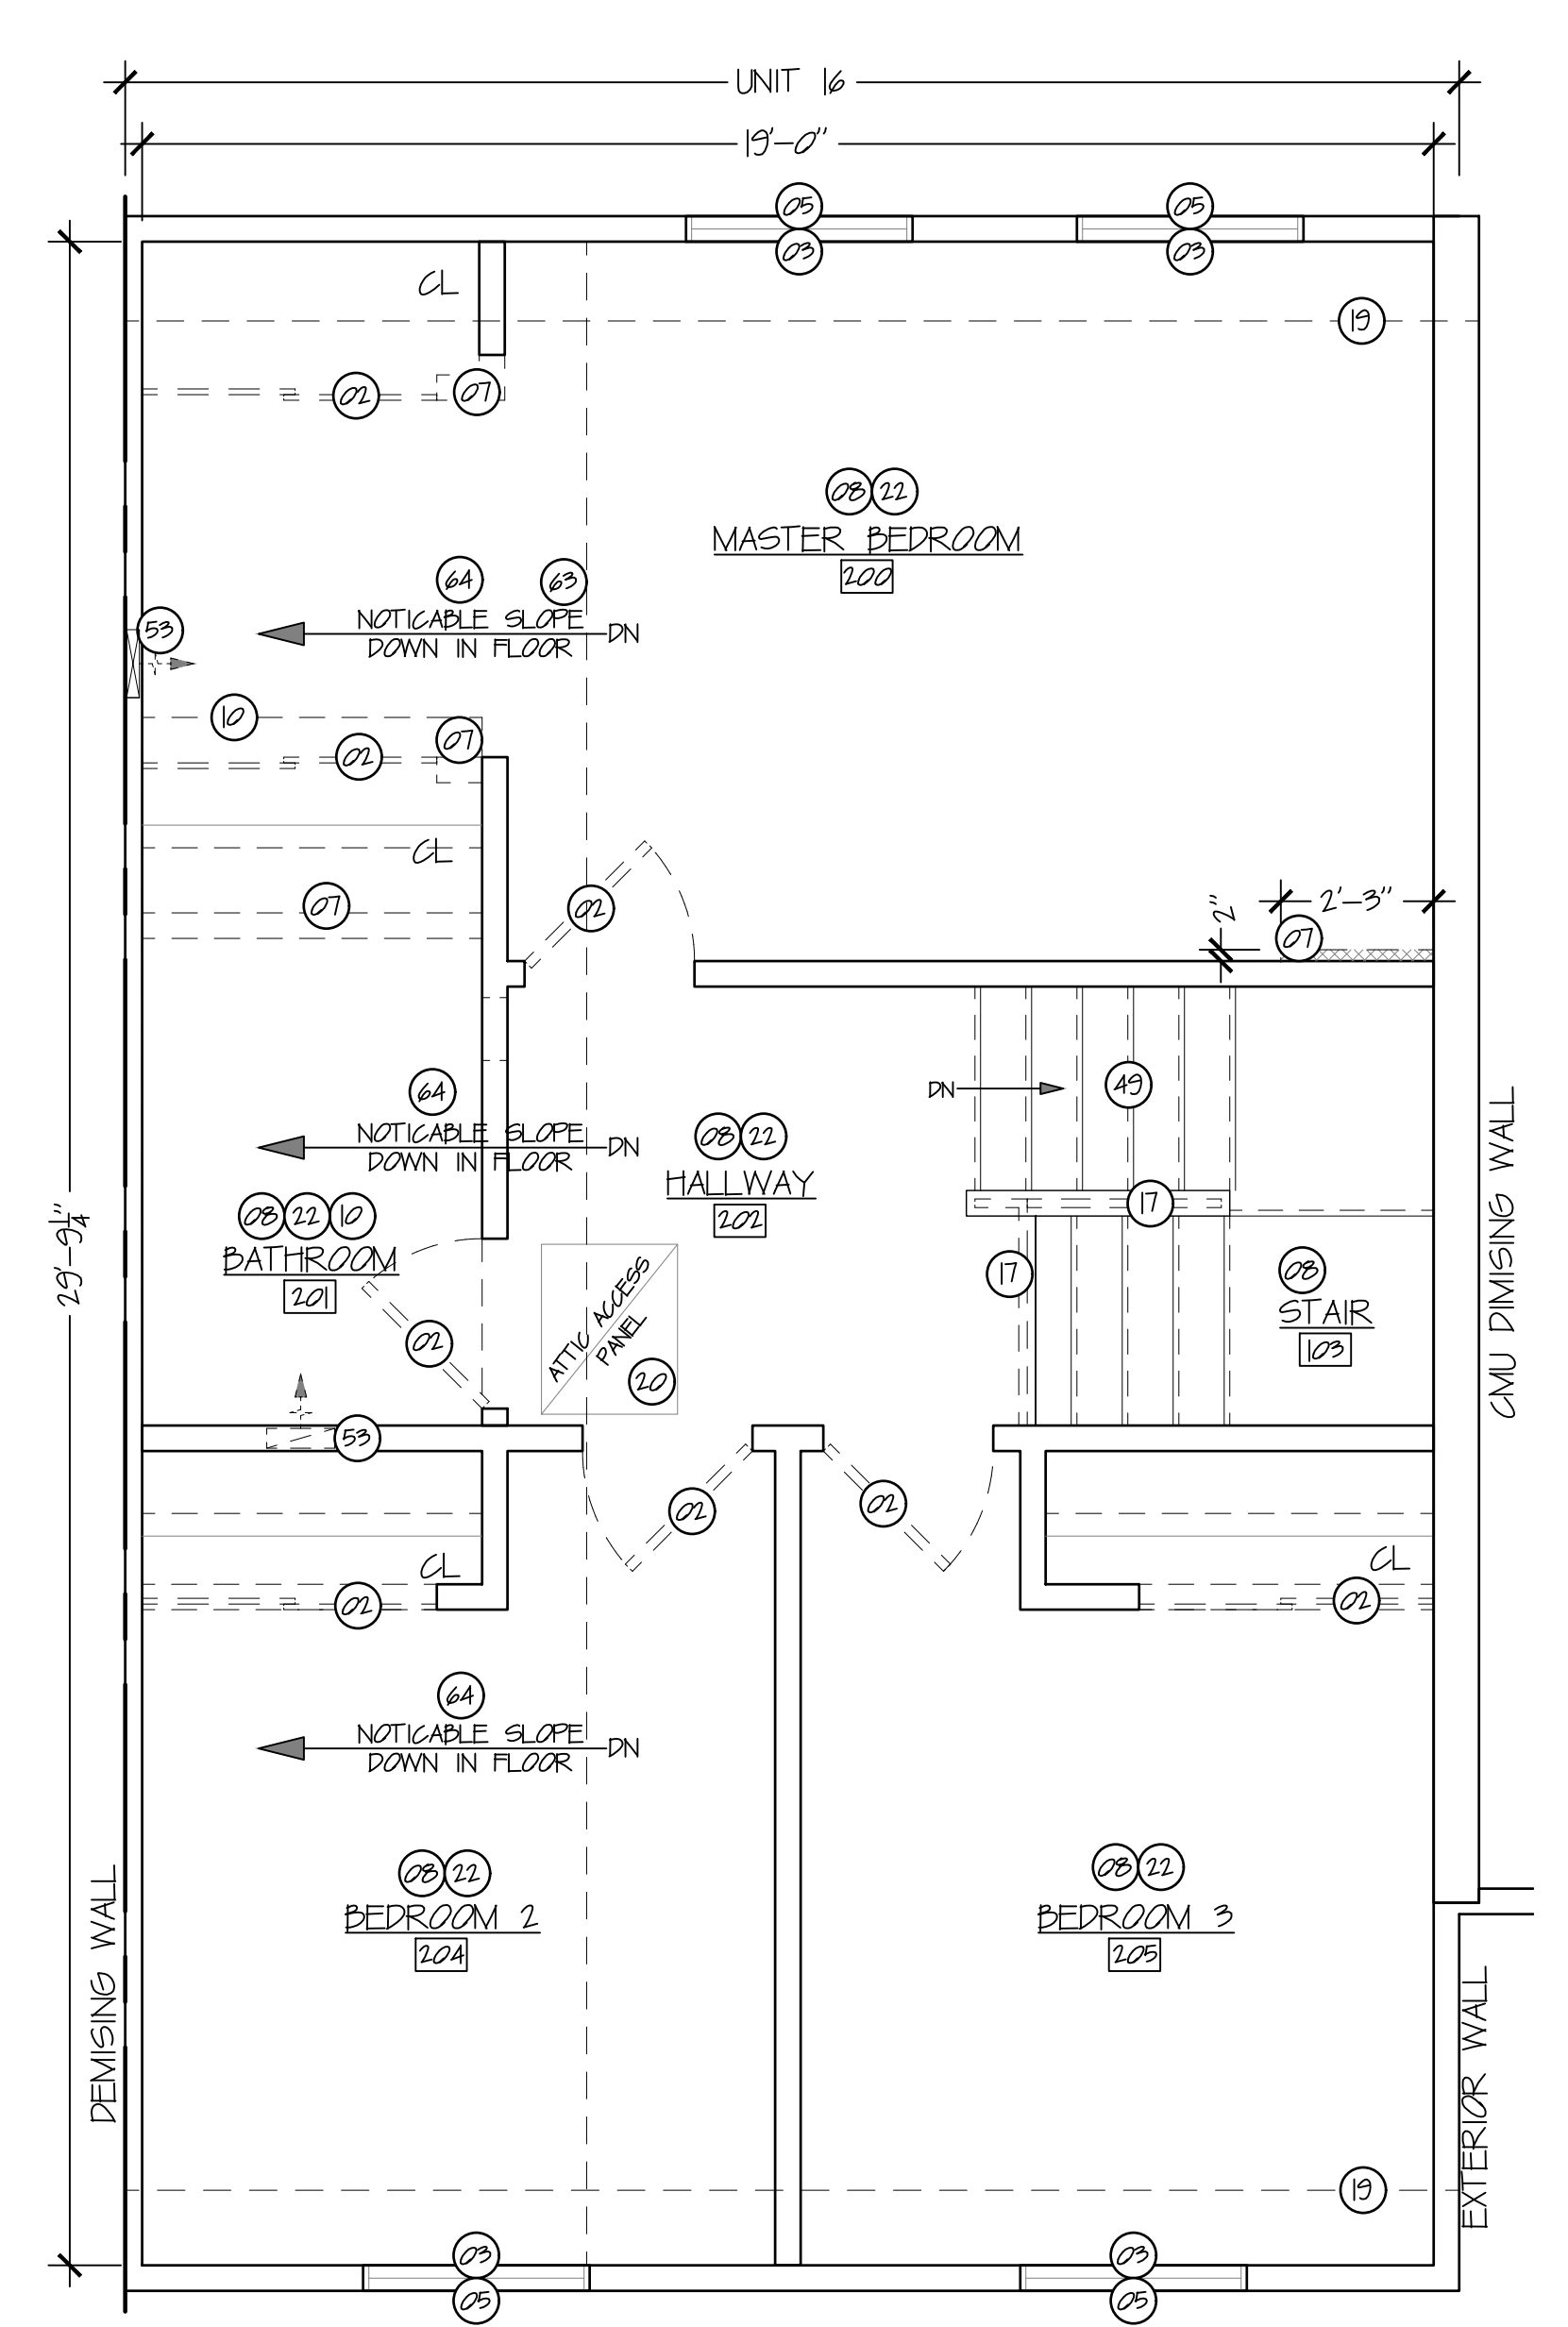 UNIT 16
19'-0"
05
05
03
03
CL
19
02
07
08 22
MASTER BEDROOM
200
64
63
NOTICABLE SLOPE
DOWN IN FLOOR
DN
53
10
07
02
CL
07
02
2"
2'-3"
07
49
DN
64
NOTICABLE SLOPE
DOWN IN FLOOR
DN
08 22
HALLWAY
202
08 22 10
BATHROOM
201
17
17
08
STAIR
103
CMU DIMISING WALL
29'-9 1/4"
02
ATTIC ACCESS
PANEL
20
53
02
02
CL
02
CL
02
64
NOTICABLE SLOPE
DOWN IN FLOOR
DN
08 22
BEDROOM 2
204
08 22
BEDROOM 3
205
DEMISING WALL
EXTERIOR WALL
19
03
05
03
05